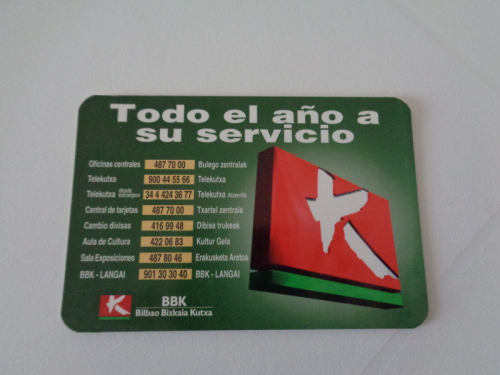 Todo el año a
su servicio
Oficinas centrales 487 70 00 Bulego zentralak
Telekutxa 900 44 55 66 Telekutxa
Telekutxa desde extranjero 34 4 424 36 77 Telekutxa Atzerritik
Central de tarjetas 487 70 00 Txartel zentrala
Cambio divisas 416 99 48 Dibisa trukeak
Aula de Cultura 422 06 83 Kultur Gela
Sala Exposiciones 487 80 46 Erakusketa Aretoa
BBK - LANGAI 901 30 30 40 BBK - LANGAI
BBK
Bilbao Bizkaia Kutxa